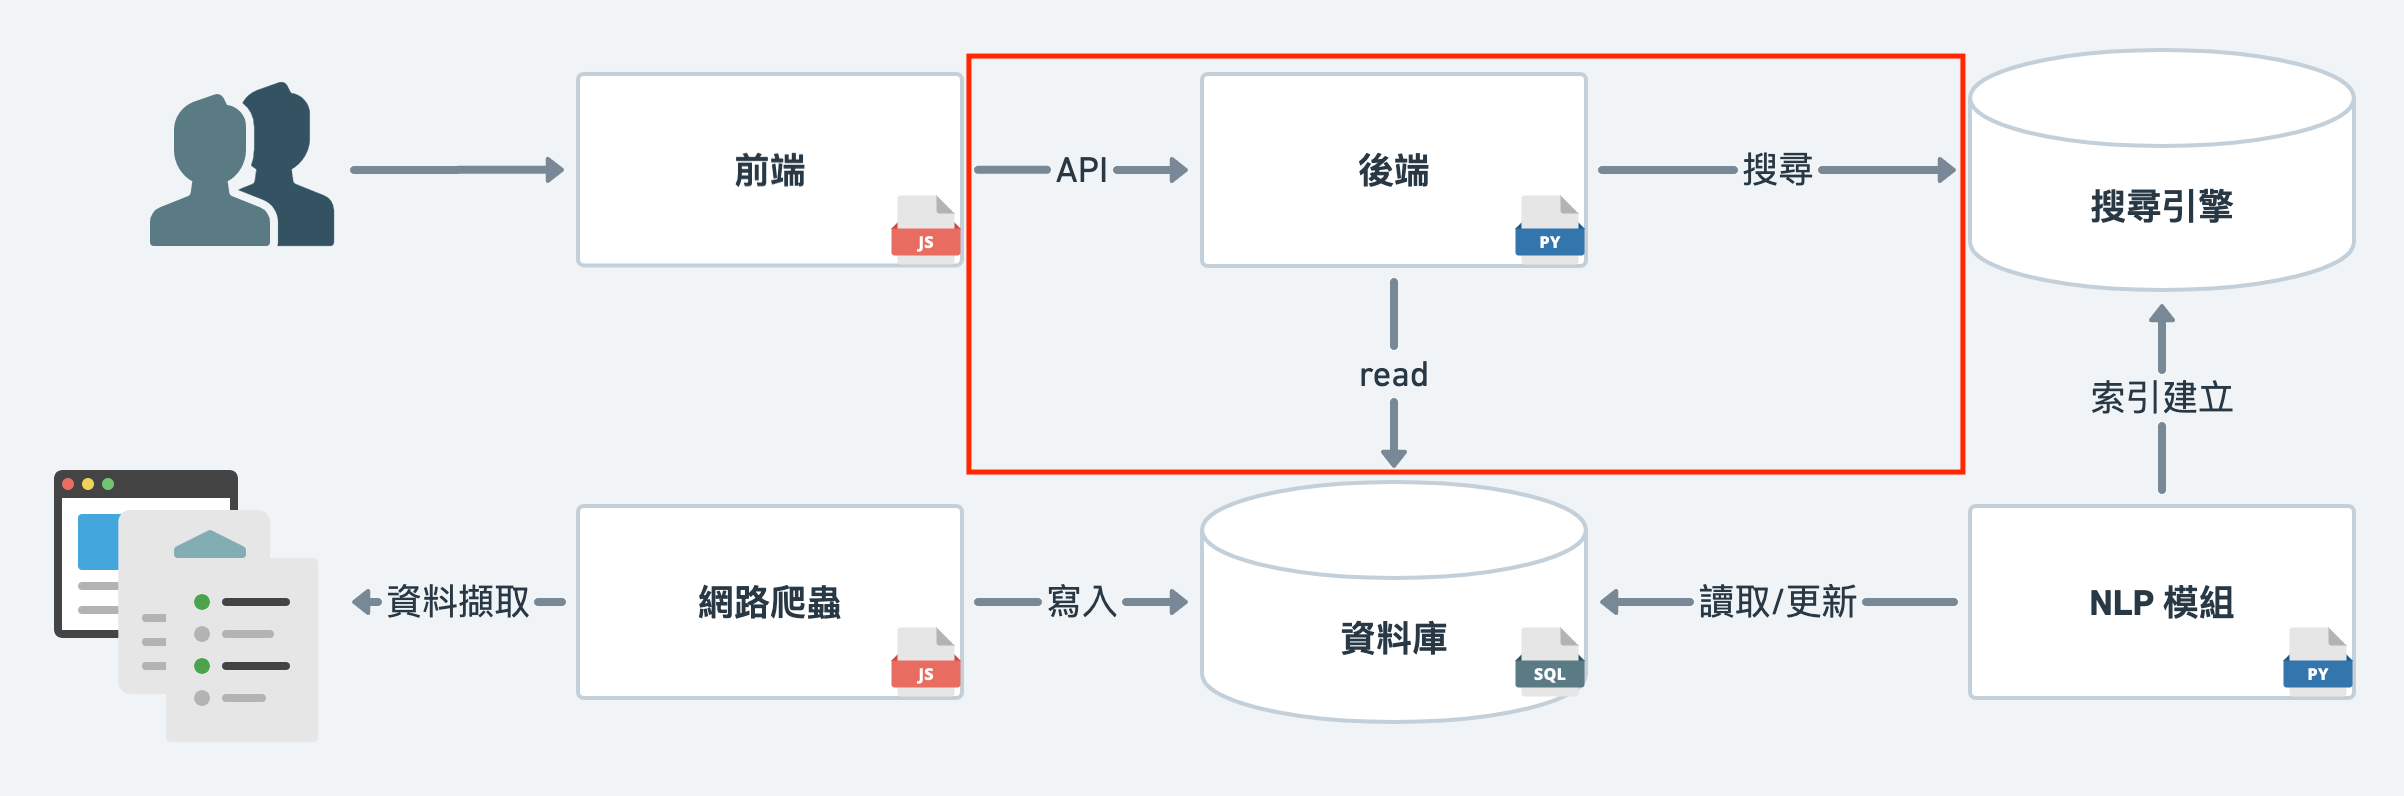 前端
JS
API
後端
PY
搜尋
搜尋引擎
read
索引建立
資料擷取
網路爬蟲
JS
寫入
資料庫
SQL
讀取/更新
NLP 模組
PY